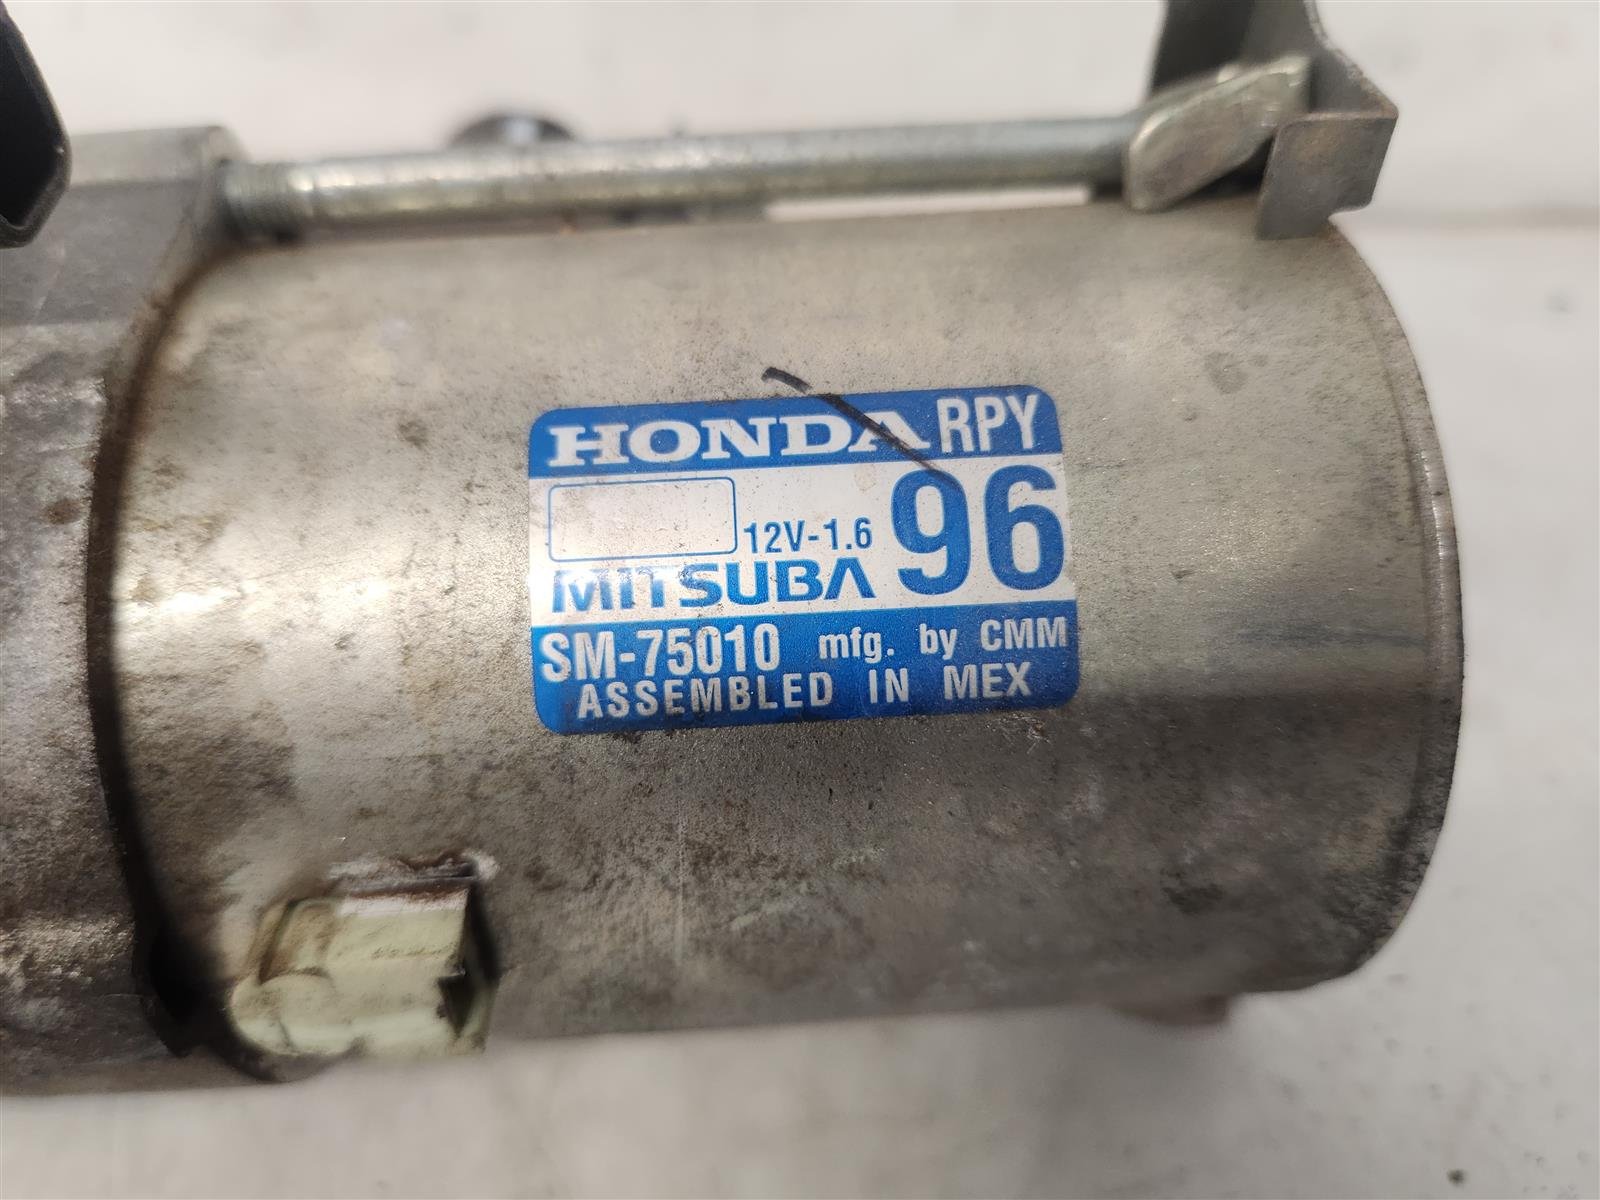 HONDA RPY
12V-1.6 96
MITSUBA
SM-75010 mfg. by CMM
ASSEMBLED IN MEX